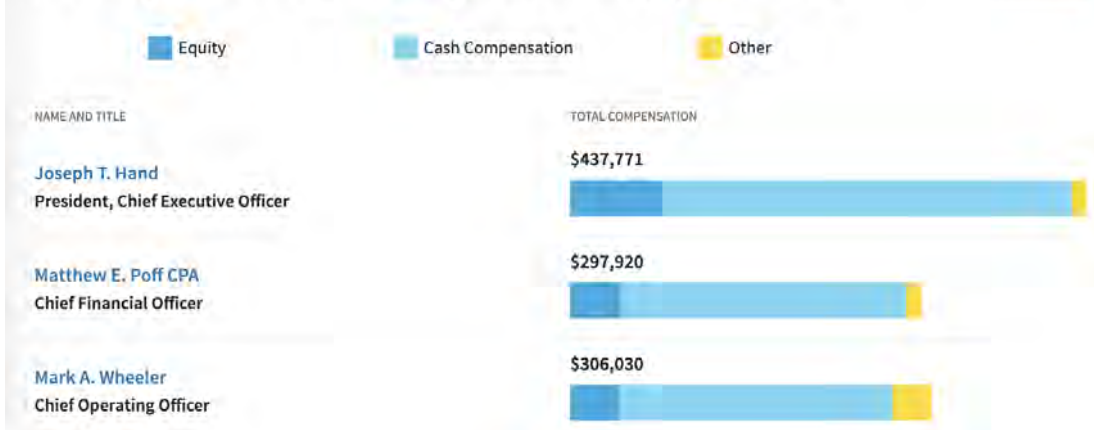 Equity
Cash Compensation
Other
NAME AND TITLE
TOTAL COMPENSATION
Joseph T. Hand
President, Chief Executive Officer
$437,771
Matthew E. Poff CPA
Chief Financial Officer
$297,920
Mark A. Wheeler
Chief Operating Officer
$306,030